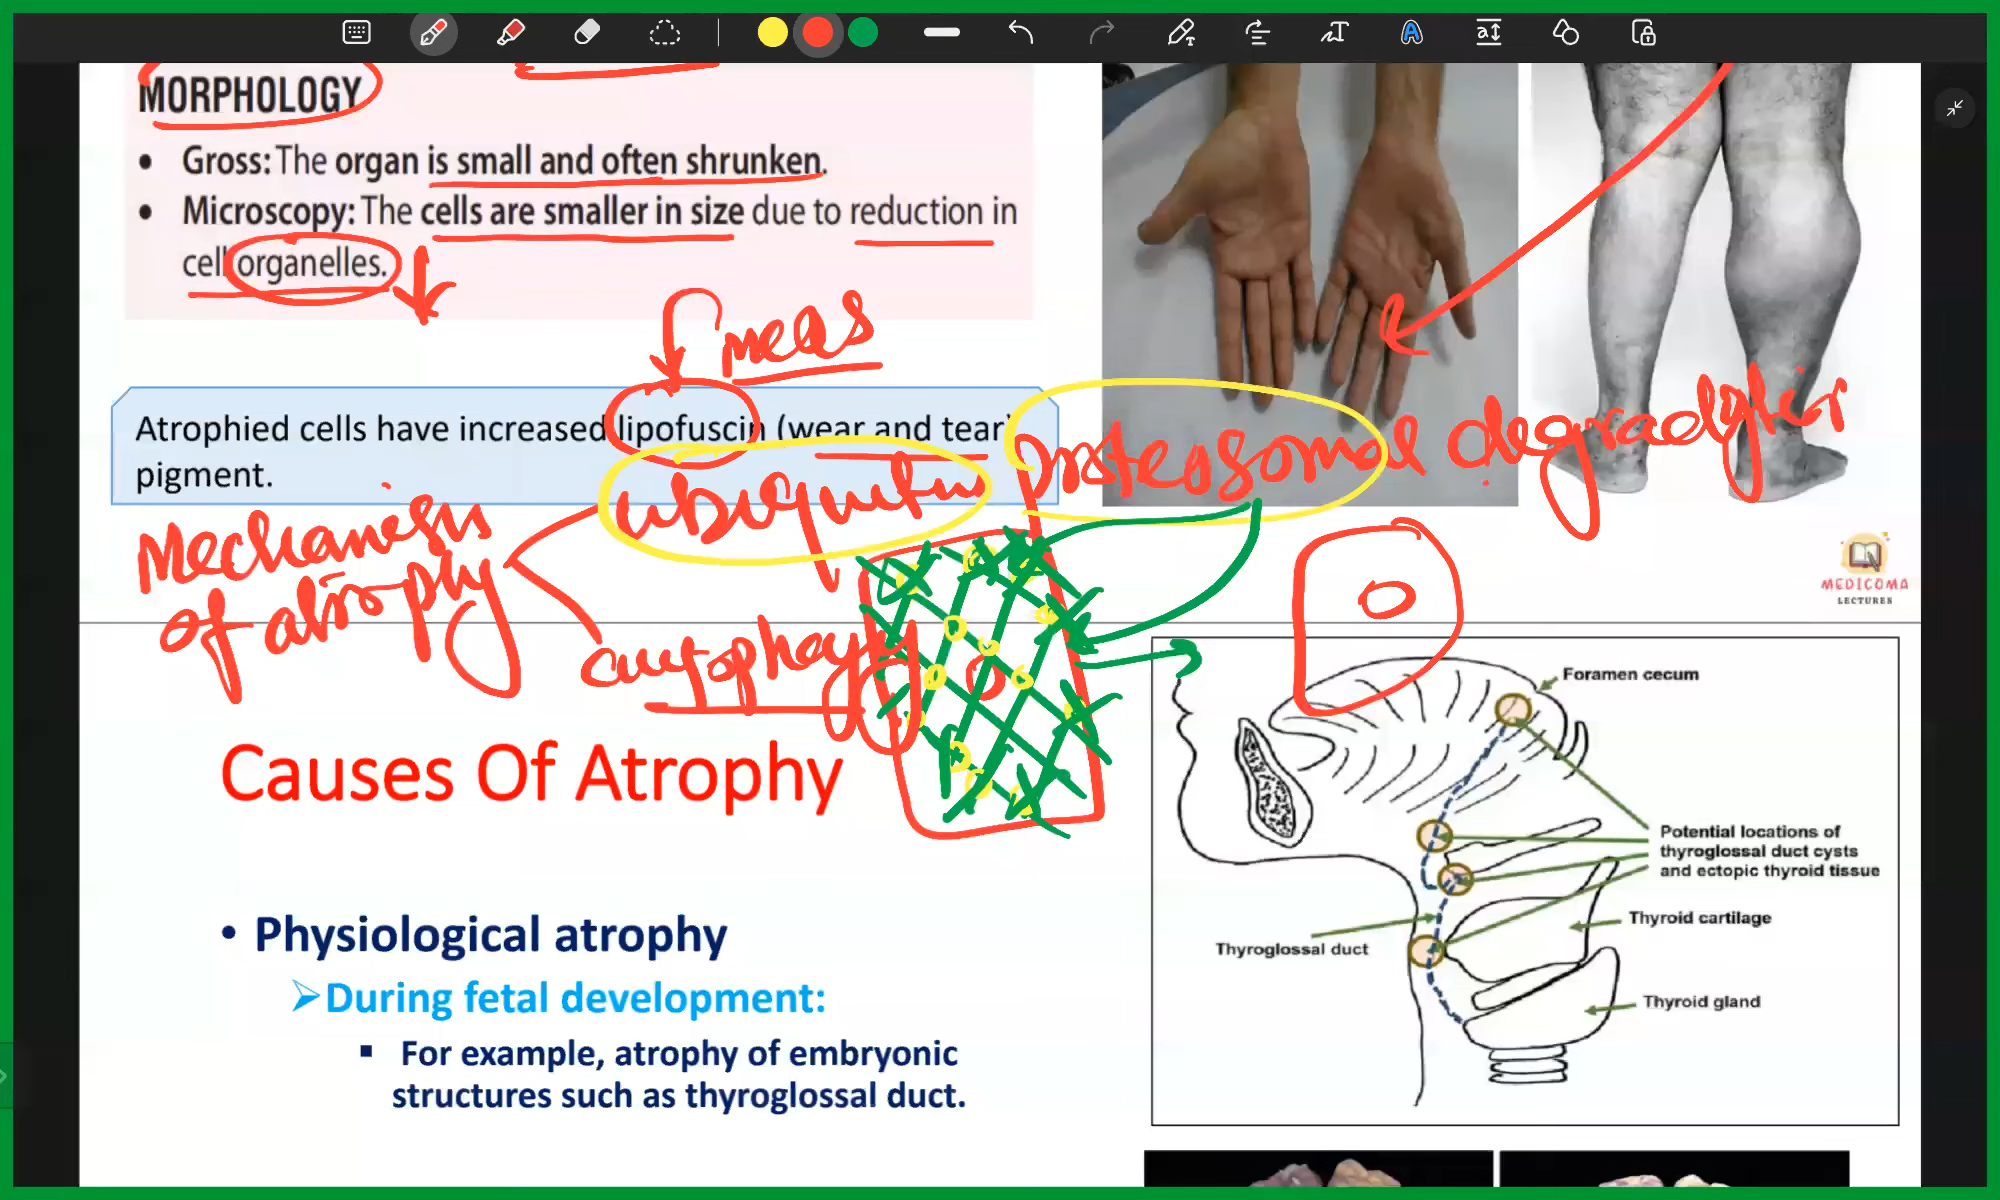 MORPHOLOGY
• Gross: The organ is small and often shrunken.
• Microscopy: The cells are smaller in size due to reduction in
cell organelles.
meas
Atrophied cells have increased lipofuscin (wear and tear)
pigment.
proteosomal degradation
Mechanism
of atrophy
autophagy
MEDICOMA
LECTURES
Causes Of Atrophy
• Physiological atrophy
➢During fetal development:
▪ For example, atrophy of embryonic
structures such as thyroglossal duct.
Foramen cecum
Potential locations of
thyroglossal duct cysts
and ectopic thyroid tissue
Thyroid cartilage
Thyroglossal duct
Thyroid gland